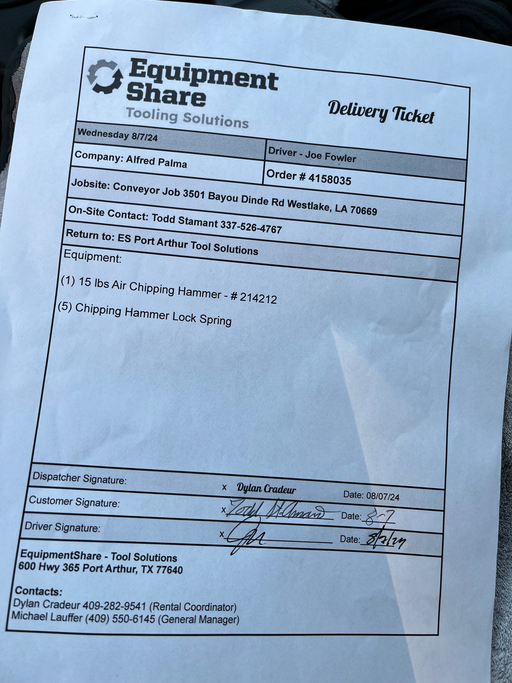 Equipment
Share
Tooling Solutions
Delivery Ticket
Wednesday 8/7/24
Driver - Joe Fowler
Company: Alfred Palma
Order # 4158035
Jobsite: Conveyor Job 3501 Bayou Dinde Rd Westlake, LA 70669
On-Site Contact: Todd Stamant 337-526-4767
Return to: ES Port Arthur Tool Solutions
Equipment:
(1) 15 lbs Air Chipping Hammer - # 214212
(5) Chipping Hammer Lock Spring
Dispatcher Signature: x Dylan Cradeur Date: 08/07/24
Customer Signature: x Todd Date: 8-7
Driver Signature: x Date:
EquipmentShare - Tool Solutions
600 Hwy 365 Port Arthur, TX 77640
Contacts:
Dylan Cradeur 409-282-9541 (Rental Coordinator)
Michael Lauffer (409) 550-6145 (General Manager)